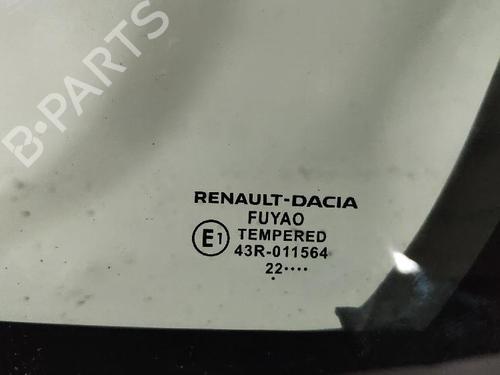 B-PARTS
RENAULT-DACIA
FUYAO
E1 TEMPERED
43R-011564
22••••